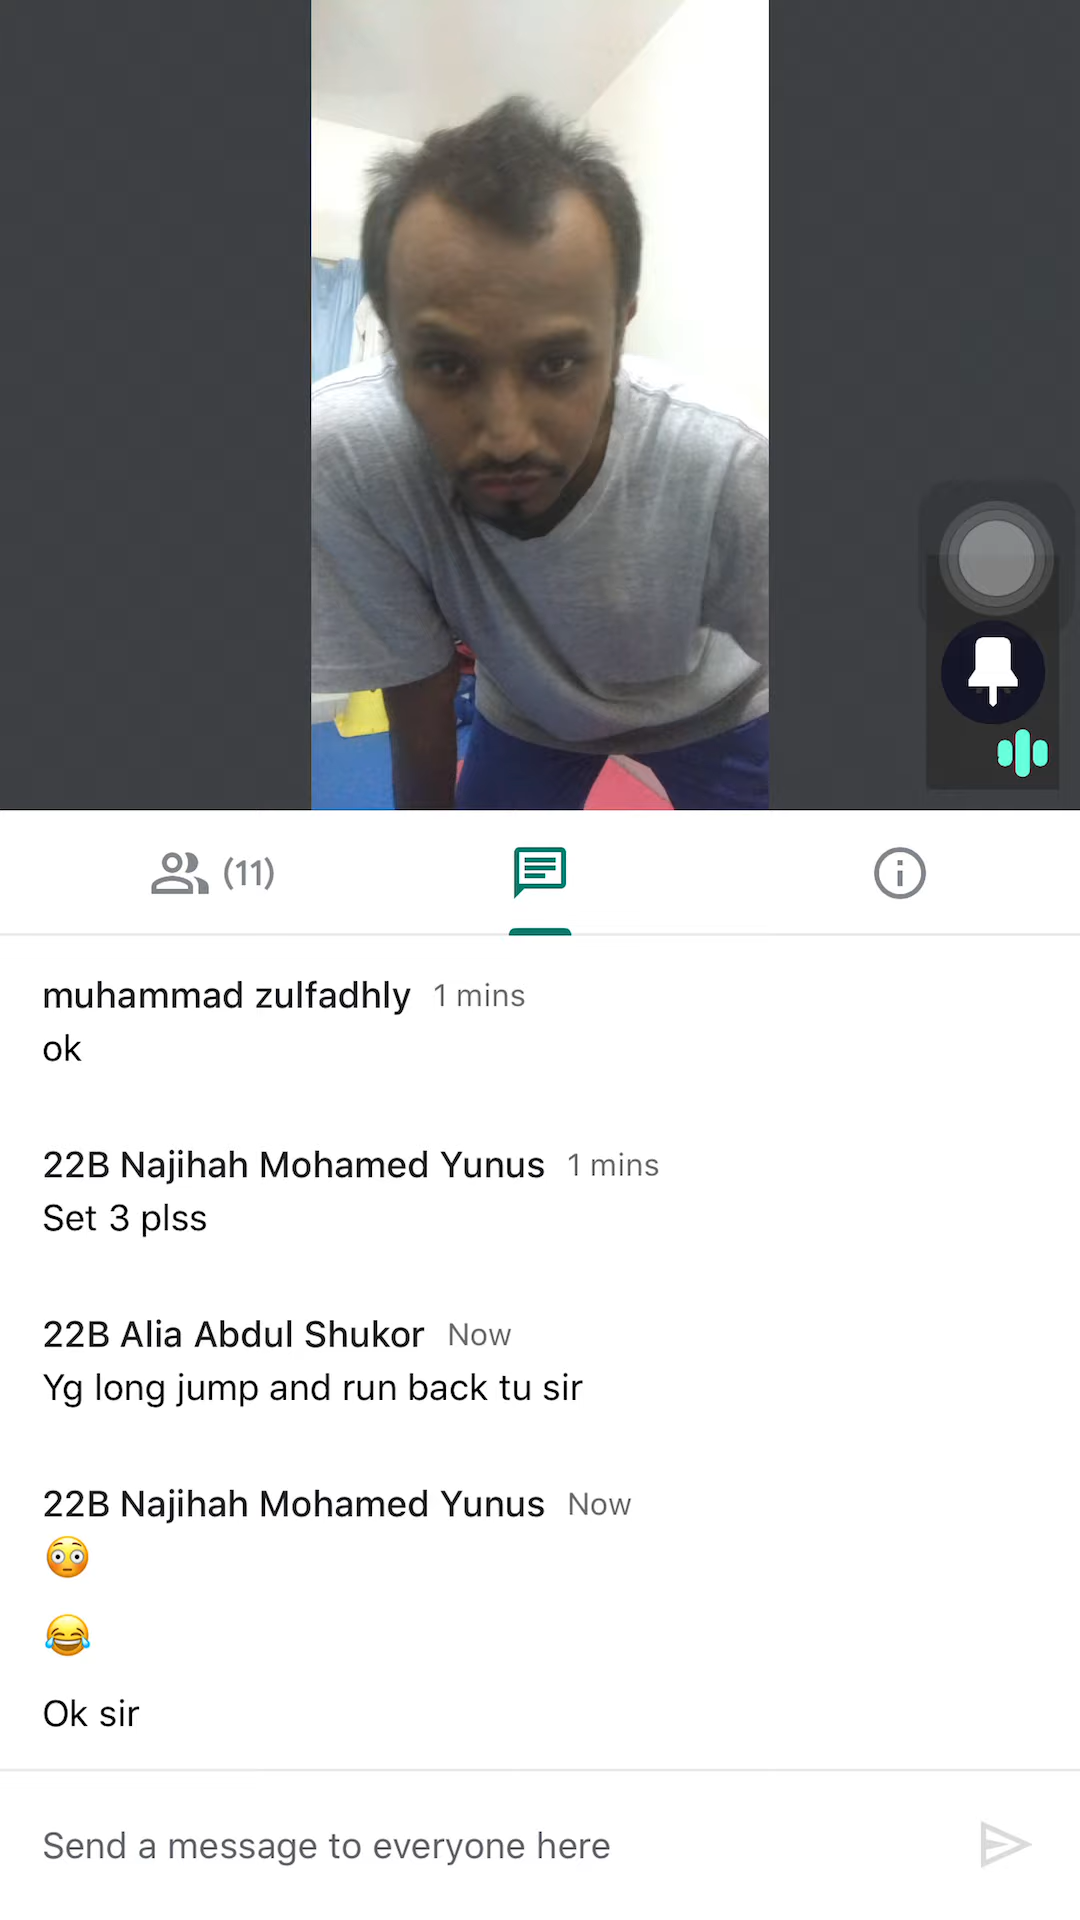 (11)
muhammad zulfadhly 1 mins
ok
22B Najihah Mohamed Yunus 1 mins
Set 3 plss
22B Alia Abdul Shukor Now
Yg long jump and run back tu sir
22B Najihah Mohamed Yunus Now
😳
😂
Ok sir
Send a message to everyone here